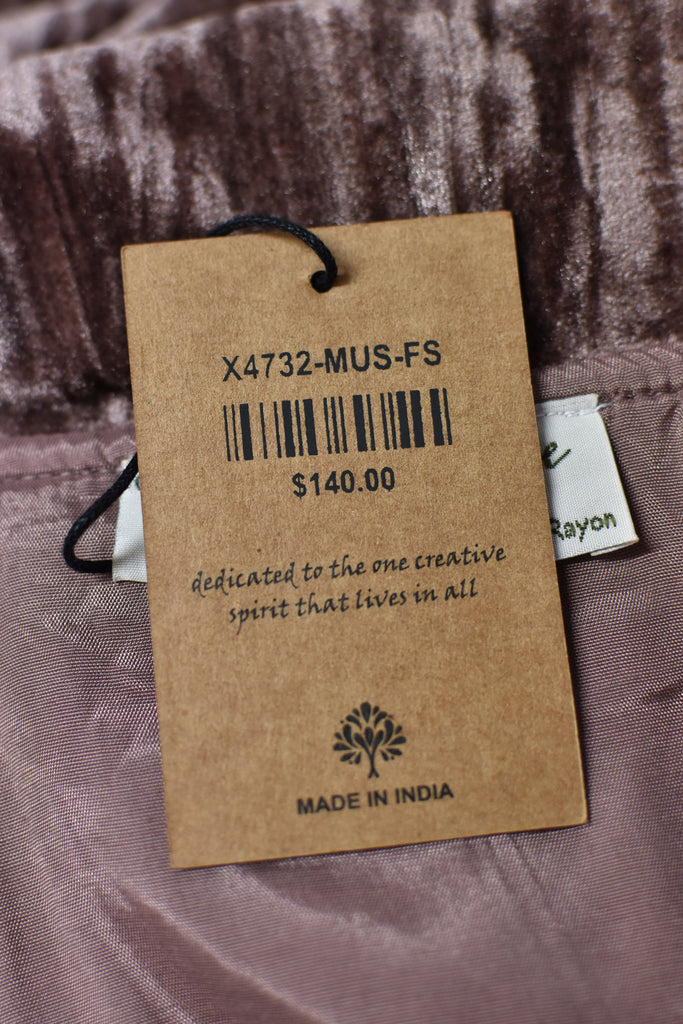 X4732-MUS-FS
$140.00
dedicated to the one creative
spirit that lives in all
MADE IN INDIA
Rayon